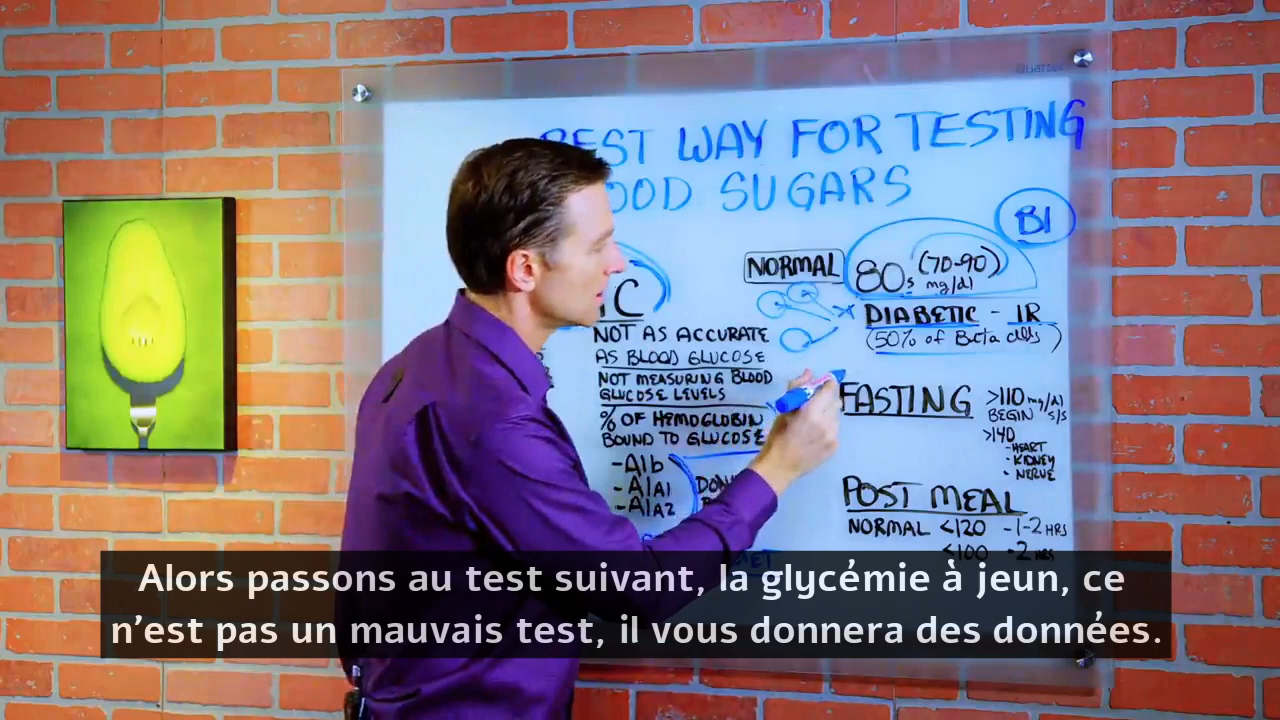 BEST WAY FOR TESTING
OOD SUGARS
B1
NORMAL 80s (70-90) mg/dl
DIABETIC - IR
(50% of Beta cells)
1C
NOT AS ACCURATE
AS BLOOD GLUCOSE
NOT MEASURING BLOOD
GLUCOSE LEVELS
% OF HEMOGLOBIN
BOUND TO GLUCOSE
-A1b
-A1A1
-A1A2
FASTING
>110 mg/dl
BEGIN s/s
>140
- HEART
- KIDNEY
- NERVE
POST MEAL
NORMAL <120 -1-2 HRS
<100 -2 HRS
Alors passons au test suivant, la glycémie à jeun, ce
n'est pas un mauvais test, il vous donnera des données.